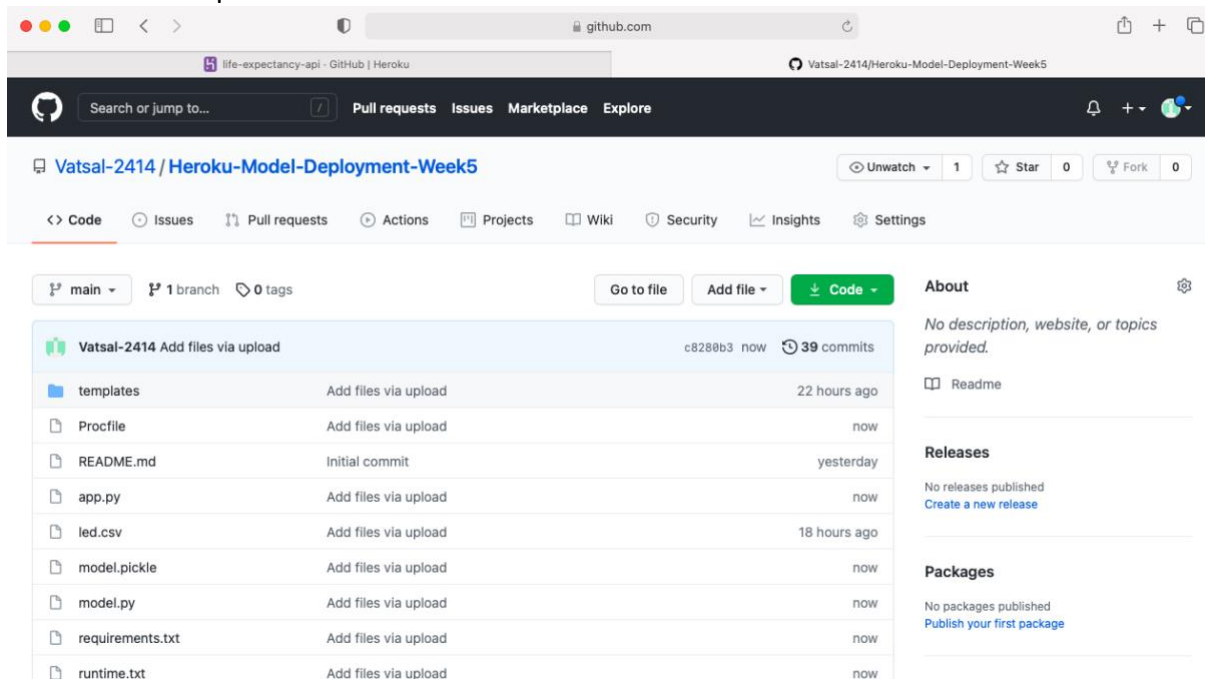 github.com
life-expectancy-api - GitHub | Heroku
Vatsal-2414/Heroku-Model-Deployment-Week5
Search or jump to... /
Pull requests Issues Marketplace Explore
Vatsal-2414 / Heroku-Model-Deployment-Week5
Unwatch 1 Star 0 Fork 0
<> Code Issues Pull requests Actions Projects Wiki Security Insights Settings
main 1 branch 0 tags
Go to file Add file Code
Vatsal-2414 Add files via upload c8280b3 now 39 commits
templates Add files via upload 22 hours ago
Procfile Add files via upload now
README.md Initial commit yesterday
app.py Add files via upload now
led.csv Add files via upload 18 hours ago
model.pickle Add files via upload now
model.py Add files via upload now
requirements.txt Add files via upload now
runtime.txt Add files via upload now
About
No description, website, or topics
provided.
Readme
Releases
No releases published
Create a new release
Packages
No packages published
Publish your first package